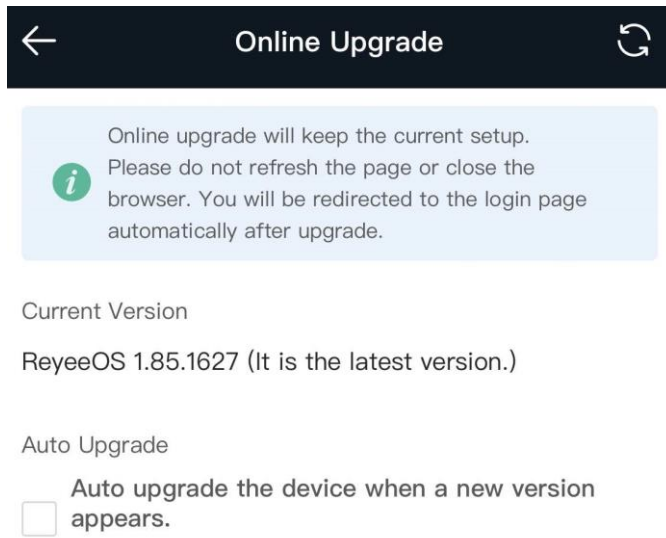 Online Upgrade
Online upgrade will keep the current setup.
Please do not refresh the page or close the
browser. You will be redirected to the login page
automatically after upgrade.
Current Version
ReyeeOS 1.85.1627 (It is the latest version.)
Auto Upgrade
Auto upgrade the device when a new version
appears.